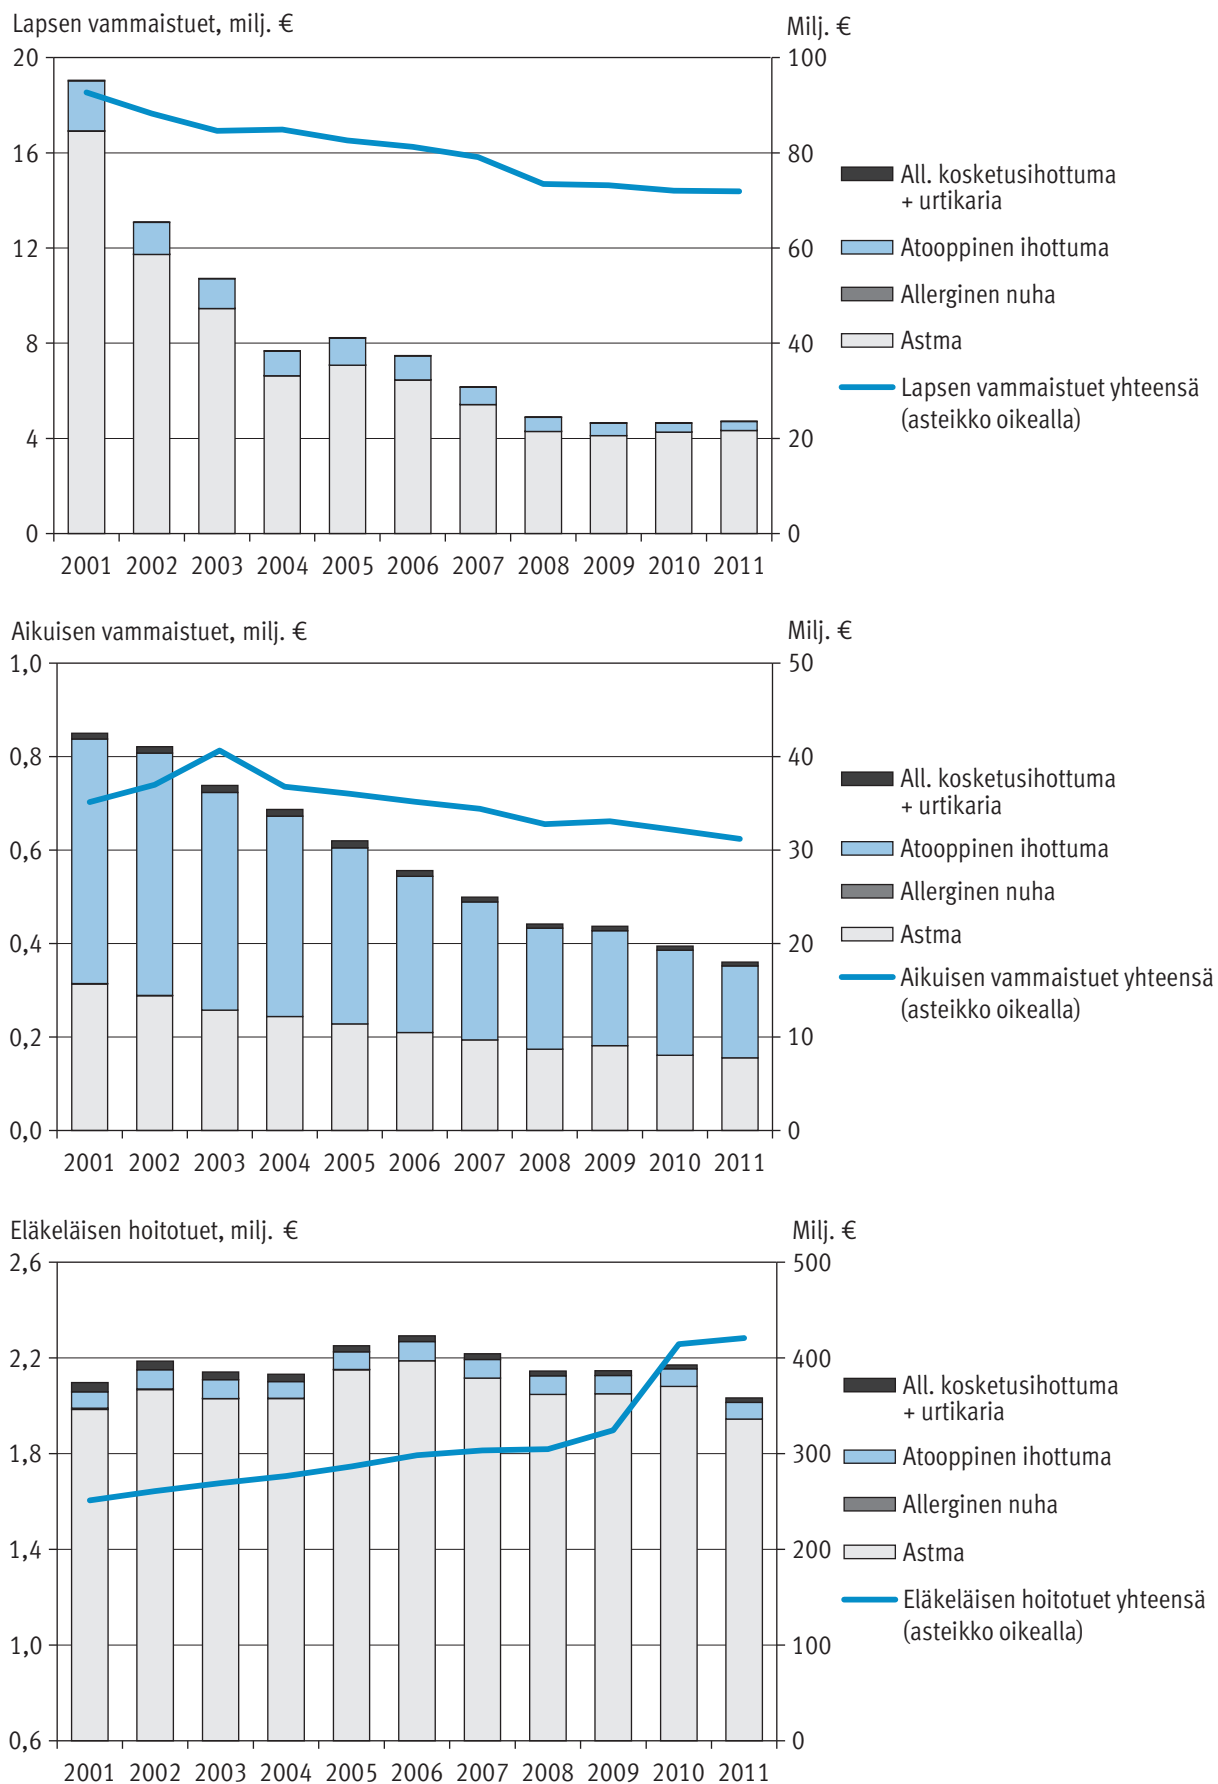 Lapsen vammaistuet, milj. €
Milj. €
20
16
12
8
4
0
100
80
60
40
20
0
2001 2002 2003 2004 2005 2006 2007 2008 2009 2010 2011
All. kosketusihottuma
+ urtikaria
Atooppinen ihottuma
Allerginen nuha
Astma
Lapsen vammaistuet yhteensä
(asteikko oikealla)
Aikuisen vammaistuet, milj. €
Milj. €
1,0
0,8
0,6
0,4
0,2
0,0
50
40
30
20
10
0
2001 2002 2003 2004 2005 2006 2007 2008 2009 2010 2011
All. kosketusihottuma
+ urtikaria
Atooppinen ihottuma
Allerginen nuha
Astma
Aikuisen vammaistuet yhteensä
(asteikko oikealla)
Eläkeläisen hoitotuet, milj. €
Milj. €
2,6
2,2
1,8
1,4
1,0
0,6
500
400
300
200
100
0
2001 2002 2003 2004 2005 2006 2007 2008 2009 2010 2011
All. kosketusihottuma
+ urtikaria
Atooppinen ihottuma
Allerginen nuha
Astma
Eläkeläisen hoitotuet yhteensä
(asteikko oikealla)